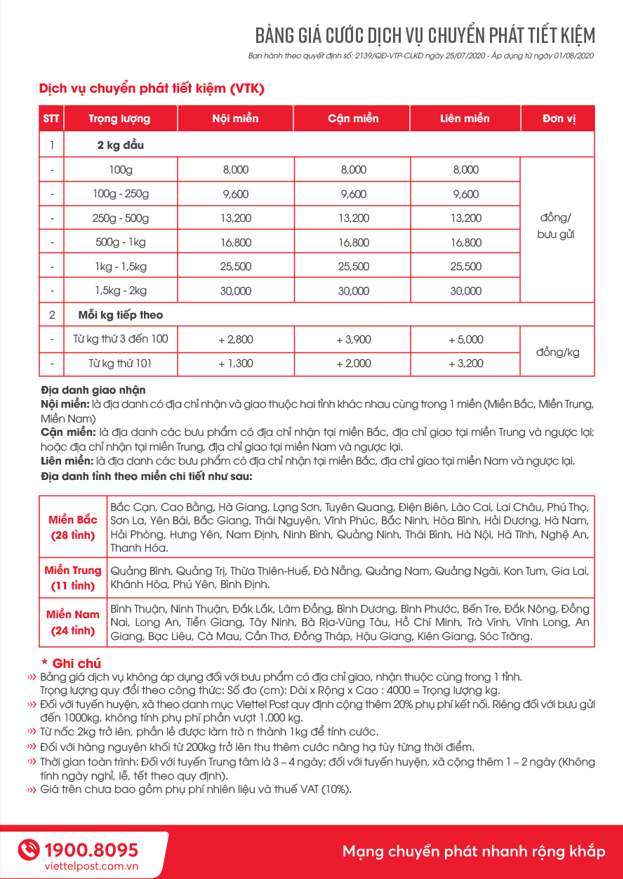 BẢNG GIÁ CƯỚC DỊCH VỤ CHUYỂN PHÁT TIẾT KIỆM
Ban hành theo quyết định số: 2139/QĐ-VTP-CLKD ngày 25/07/2020 - Áp dụng từ ngày 01/08/2020
Dịch vụ chuyển phát tiết kiệm (VTK)
STT Trọng lượng Nội miền Cận miền Liên miền Đơn vị
1 2 kg đầu
- 100g 8,000 8,000 8,000
- 100g - 250g 9,600 9,600 9,600
- 250g - 500g 13,200 13,200 13,200 đồng/
bưu gửi
- 500g - 1kg 16,800 16,800 16,800
- 1kg - 1,5kg 25,500 25,500 25,500
- 1,5kg - 2kg 30,000 30,000 30,000
2 Mỗi kg tiếp theo
- Từ kg thứ 3 đến 100 + 2,800 + 3,900 + 5,000 đồng/kg
- Từ kg thứ 101 + 1,300 + 2,000 + 3,200
Địa danh giao nhận
Nội miền: là địa danh có địa chỉ nhận và giao thuộc hai tỉnh khác nhau cùng trong 1 miền (Miền Bắc, Miền Trung,
Miền Nam)
Cận miền: là địa danh các bưu phẩm có địa chỉ nhận tại miền Bắc, địa chỉ giao tại miền Trung và ngược lại;
hoặc địa chỉ nhận tại miền Trung, địa chỉ giao tại miền Nam và ngược lại.
Liên miền: là địa danh các bưu phẩm có địa chỉ nhận tại miền Bắc, địa chỉ giao tại miền Nam và ngược lại.
Địa danh tỉnh theo miền chi tiết như sau:
Miền Bắc
(28 tỉnh)
Bắc Cạn, Cao Bằng, Hà Giang, Lạng Sơn, Tuyên Quang, Điện Biên, Lào Cai, Lai Châu, Phú Thọ,
Sơn La, Yên Bái, Bắc Giang, Thái Nguyên, Vĩnh Phúc, Bắc Ninh, Hòa Bình, Hải Dương, Hà Nam,
Hải Phòng, Hưng Yên, Nam Định, Ninh Bình, Quảng Ninh, Thái Bình, Hà Nội, Hà Tĩnh, Nghệ An,
Thanh Hóa.
Miền Trung
(11 tỉnh)
Quảng Bình, Quảng Trị, Thừa Thiên-Huế, Đà Nẵng, Quảng Nam, Quảng Ngãi, Kon Tum, Gia Lai,
Khánh Hòa, Phú Yên, Bình Định.
Miền Nam
(24 tỉnh)
Bình Thuận, Ninh Thuận, Đắk Lắk, Lâm Đồng, Bình Dương, Bình Phước, Bến Tre, Đắk Nông, Đồng
Nai, Long An, Tiền Giang, Tây Ninh, Bà Rịa-Vũng Tàu, Hồ Chí Minh, Trà Vinh, Vĩnh Long, An
Giang, Bạc Liêu, Cà Mau, Cần Thơ, Đồng Tháp, Hậu Giang, Kiên Giang, Sóc Trăng.
* Ghi chú
Bảng giá dịch vụ không áp dụng đối với bưu phẩm có địa chỉ giao, nhận thuộc cùng trong 1 tỉnh.
Trọng lượng quy đổi theo công thức: Số đo (cm): Dài x Rộng x Cao : 4000 = Trọng lượng kg.
Đối với tuyến huyện, xã theo danh mục Viettel Post quy định cộng thêm 20% phụ phí kết nối. Riêng đối với bưu gửi
đến 1000kg, không tính phụ phí phần vượt 1.000 kg.
Từ nấc 2kg trở lên, phần lẻ được làm trò n thành 1kg để tính cước.
Đối với hàng nguyên khối từ 200kg trở lên thu thêm cước nâng hạ tùy từng thời điểm.
Thời gian toàn trình: Đối với tuyến Trung tâm là 3 – 4 ngày; đối với tuyến huyện, xã cộng thêm 1 – 2 ngày (Không
tính ngày nghỉ, lễ, tết theo quy định).
Giá trên chưa bao gồm phụ phí nhiên liệu và thuế VAT (10%).
1900.8095
viettelpost.com.vn
Mạng chuyển phát nhanh rộng khắp